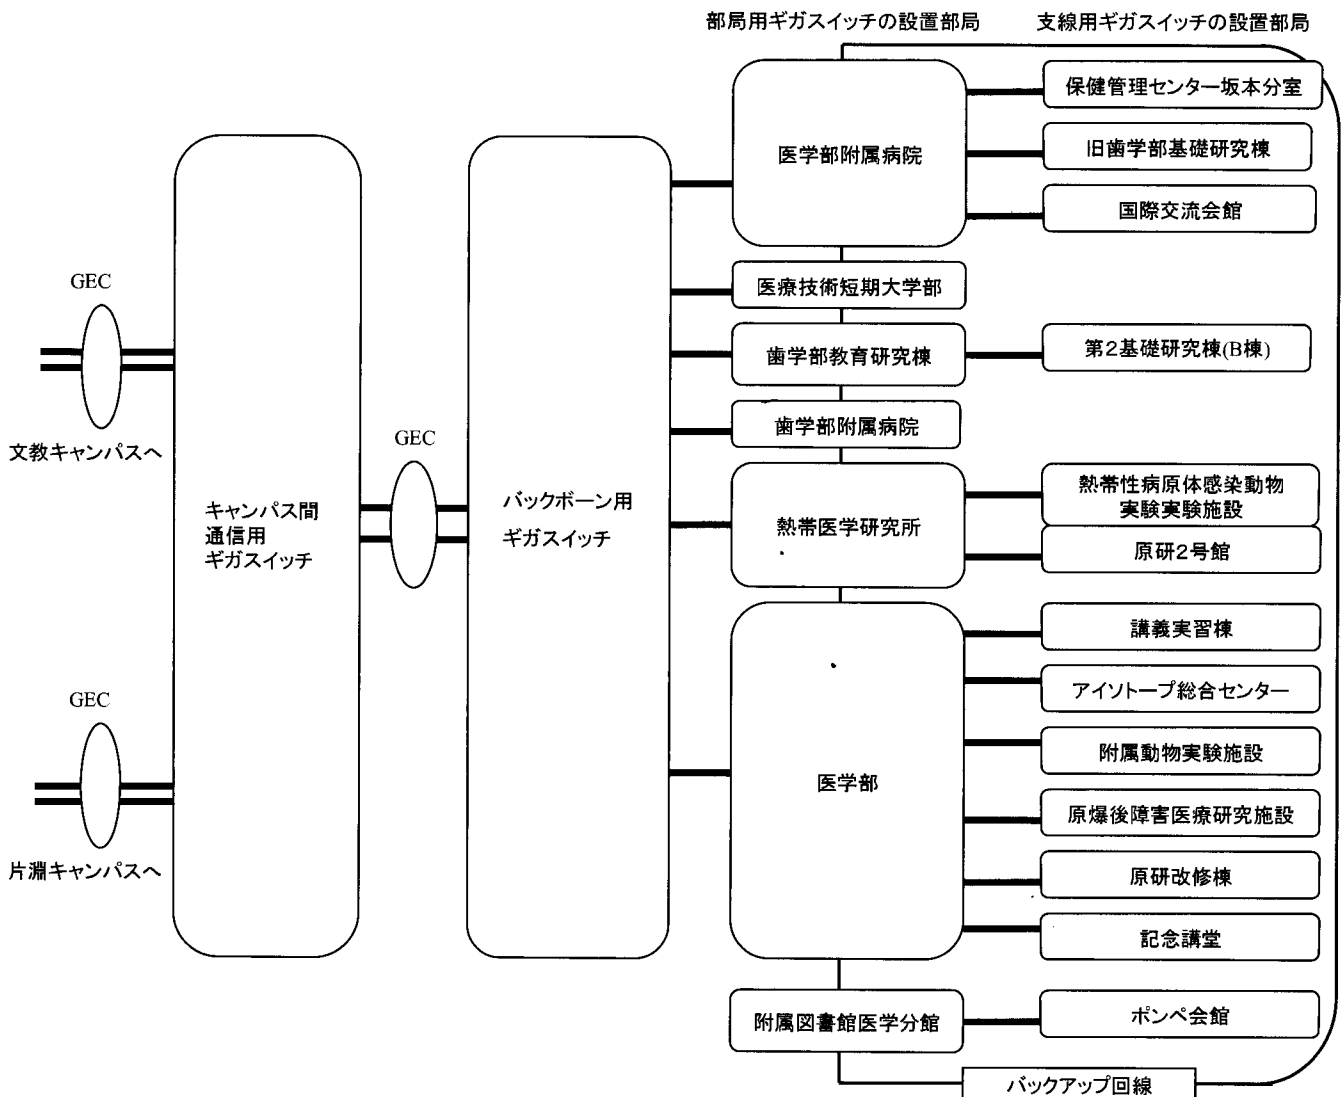 部局用ギガスイッチの設置部局
支線用ギガスイッチの設置部局
GEC
文教キャンパスへ
GEC
片淵キャンパスへ
キャンパス間
通信用
ギガスイッチ
GEC
バックボーン用
ギガスイッチ
医学部附属病院
保健管理センター坂本分室
旧歯学部基礎研究棟
国際交流会館
医療技術短期大学部
歯学部教育研究棟
第2基礎研究棟(B棟)
歯学部附属病院
熱帯医学研究所
熱帯性病原体感染動物
実験実験施設
原研2号館
医学部
講義実習棟
アイソトープ総合センター
附属動物実験施設
原爆後障害医療研究施設
原研改修棟
記念講堂
附属図書館医学分館
ポンペ会館
バックアップ回線